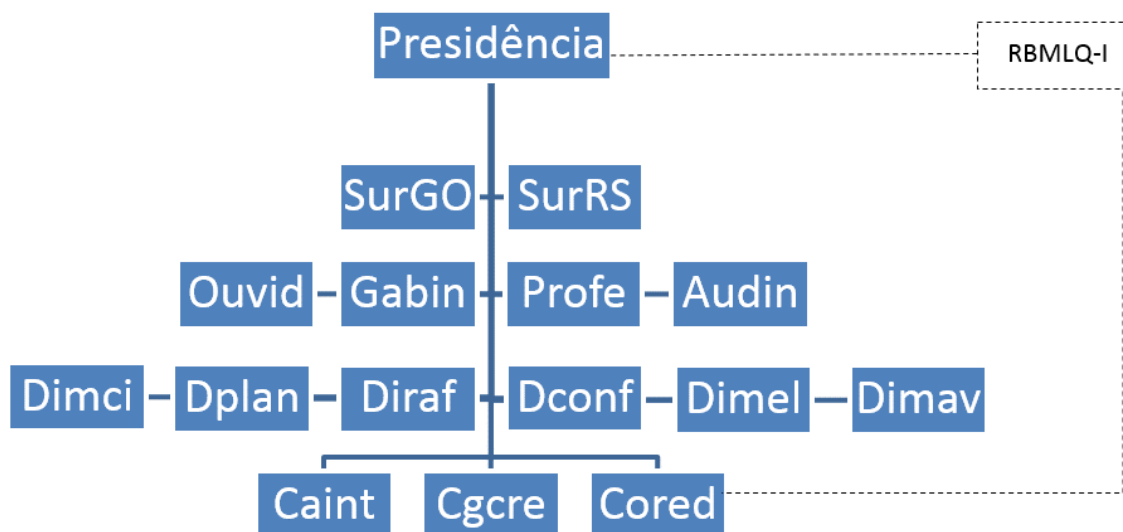 Presidência
RBMLQ-I
SurGO
SurRS
Ouvid
Gabin
Profe
Audin
Dimci
Dplan
Diraf
Dconf
Dimel
Dimav
Caint
Cgcre
Cored